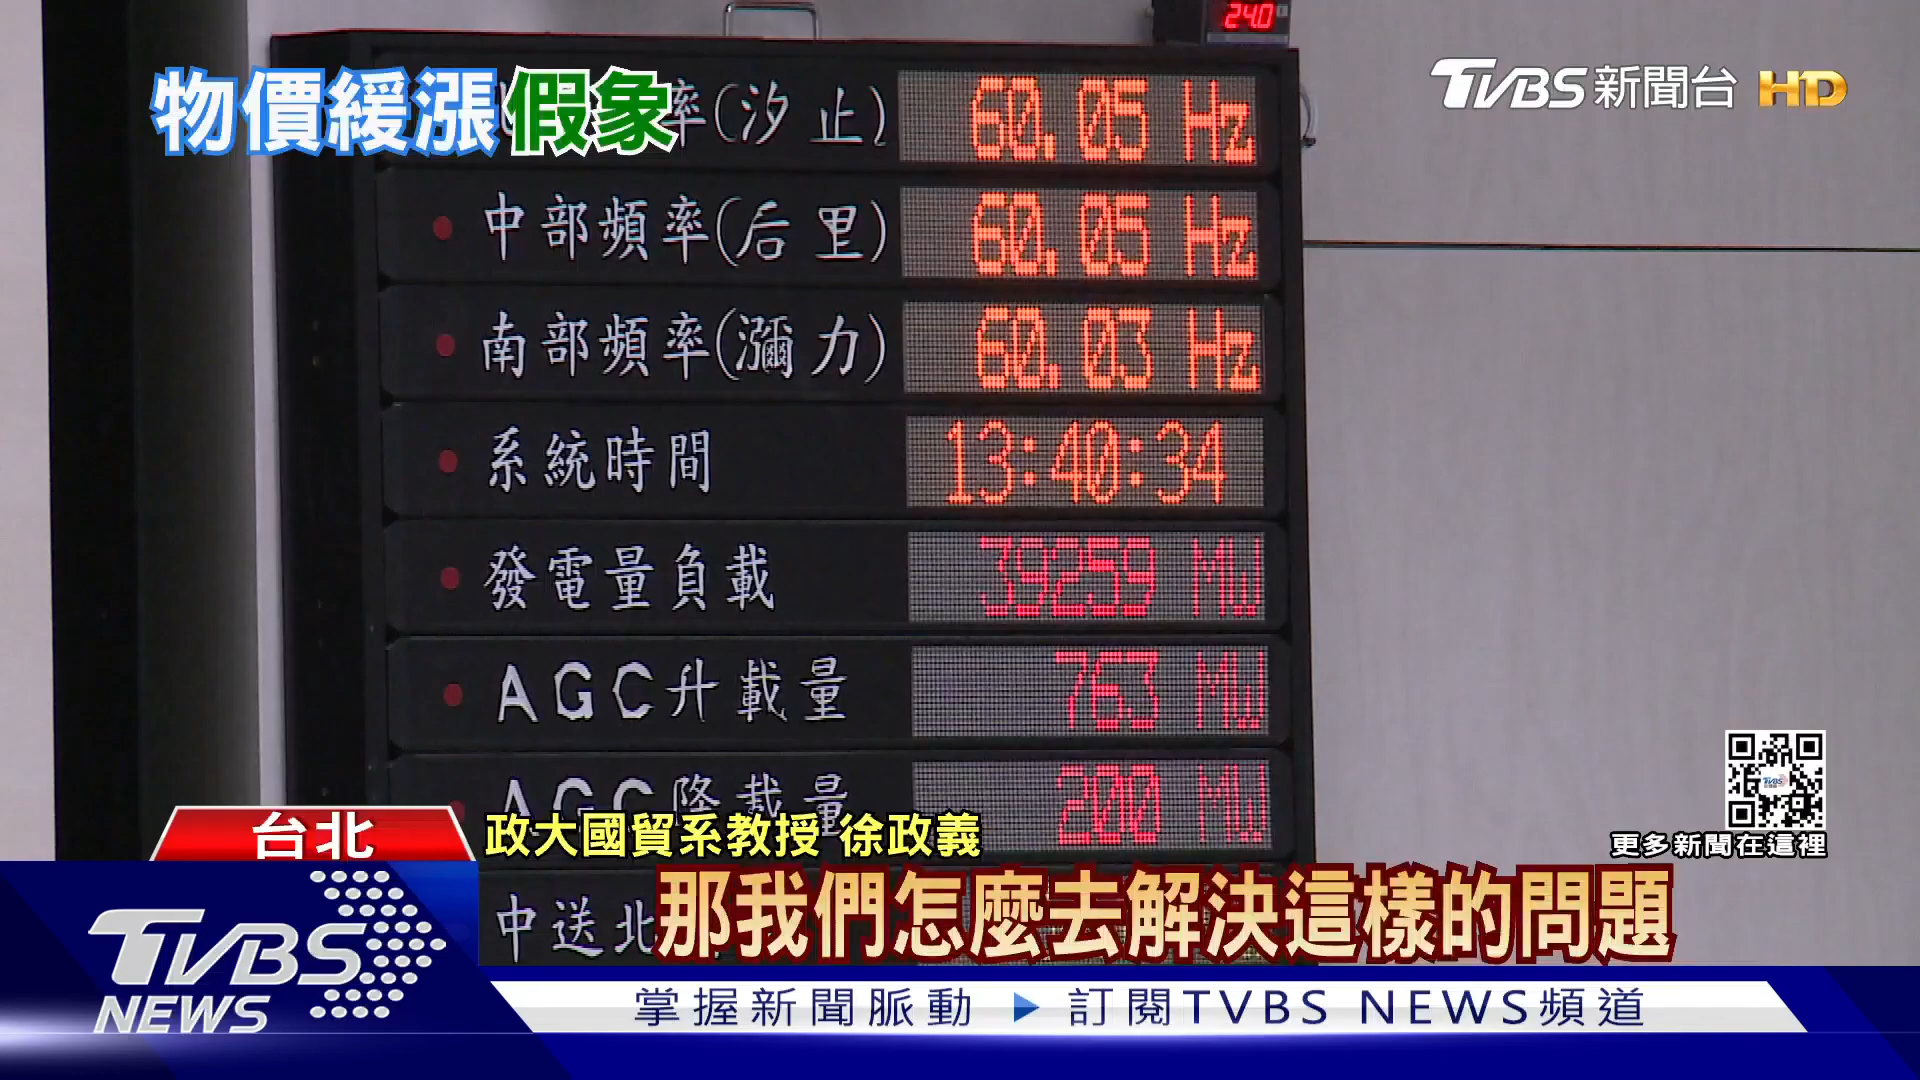 24.0
TVBS新聞台 HD
物價緩漲假象
率(汐止) 60.05 Hz
中部頻率(后里) 60.05 Hz
南部頻率(瀰力) 60.03 Hz
系統時間 13:40:34
發電量負載 39259 MW
AGC升載量 763 MW
AGC降載量 200 MW
更多新聞在這裡
台北
政大國貿系教授 徐政義
中送北
那我們怎麼去解決這樣的問題
TVBS NEWS
掌握新聞脈動 ▶ 訂閱TVBS NEWS頻道